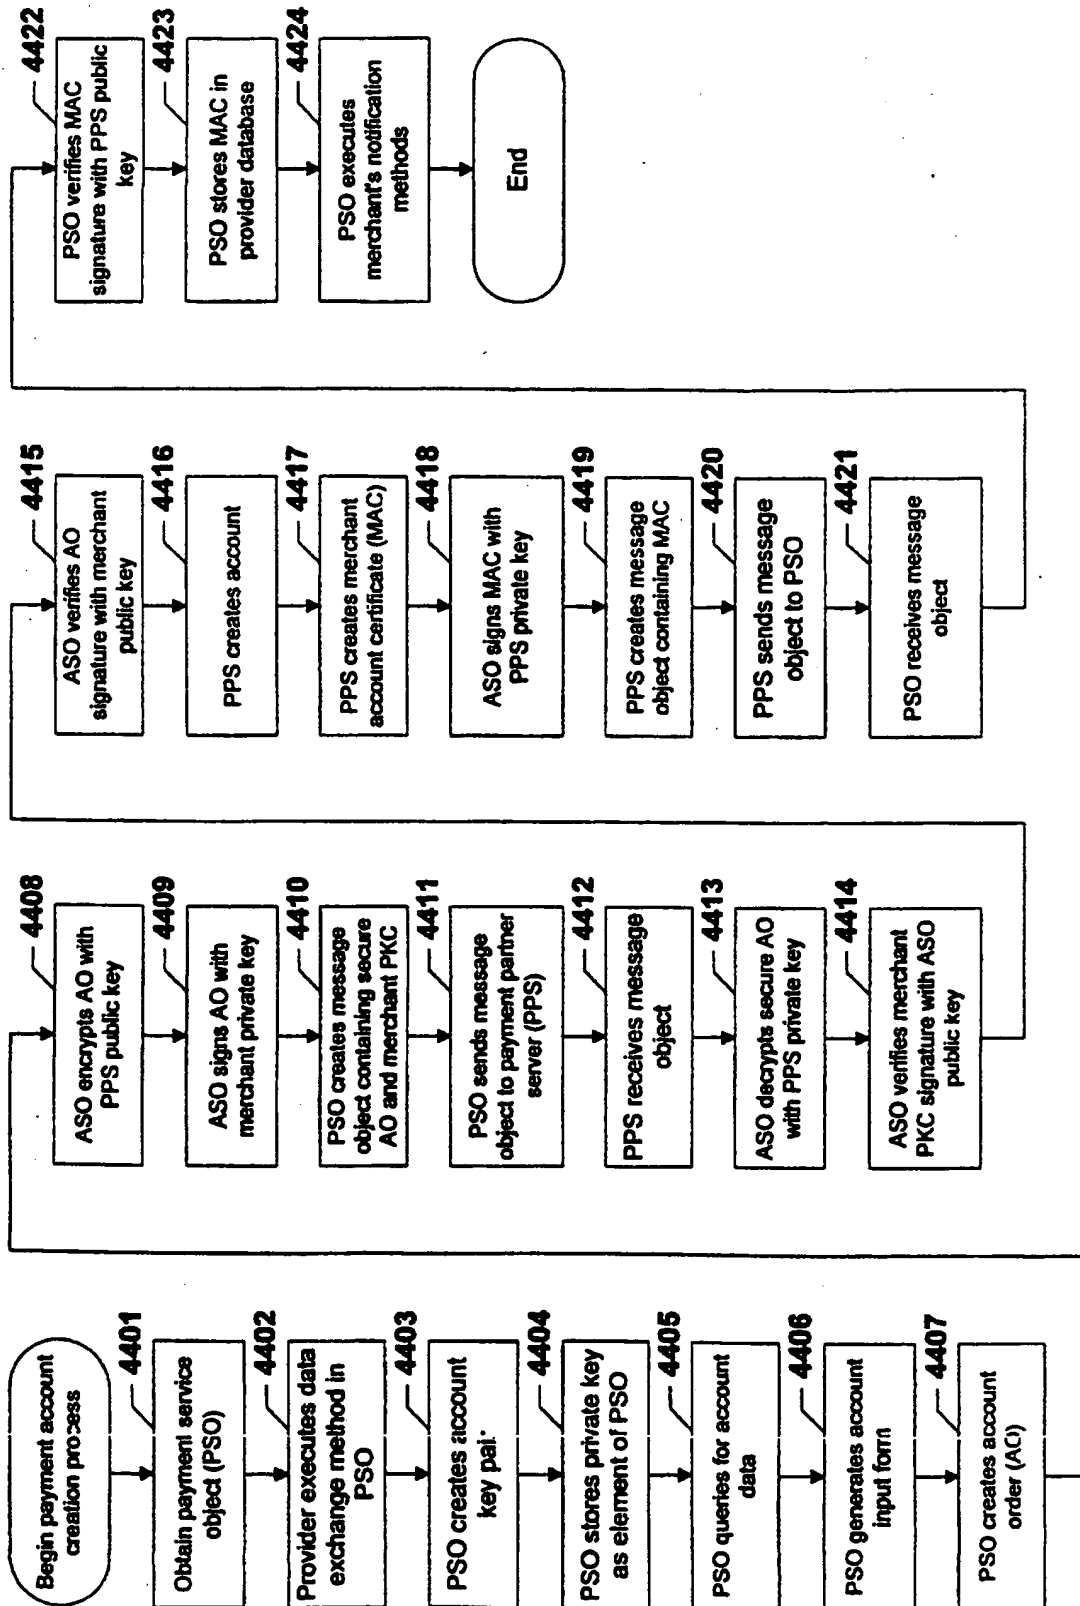 Begin payment account
creation process
4401
Obtain payment service
object (PSO)
4402
Provider executes data
exchange method in
PSO
4403
PSO creates account
key pai."
4404
PSO stores private key
as element of PSO
4405
PSO queries for account
data
4406
PSO generates account
input form
4407
PSO creates account
order (AO)
4408
ASO encrypts AO with
PPS public key
4409
ASO signs AO with
merchant private key
4410
PSO creates message
object containing secure
AO and merchant PKC
4411
PSO sends message
object to payment partner
server (PPS)
4412
PPS receives message
object
4413
ASO decrypts secure AO
with PPS private key
4414
ASO verifies merchant
PKC signature with ASO
public key
4415
ASO verifies AO
signature with merchant
public key
4416
PPS creates account
4417
PPS creates merchant
account certificate (MAC)
4418
ASO signs MAC with
PPS private key
4419
PPS creates message
object containing MAC
4420
PPS sends message
object to PSO
4421
PSO receives message
object
4422
PSO verifies MAC
signature with PPS public
key
4423
PSO stores MAC in
provider database
4424
PSO executes
merchant's notification
methods
End